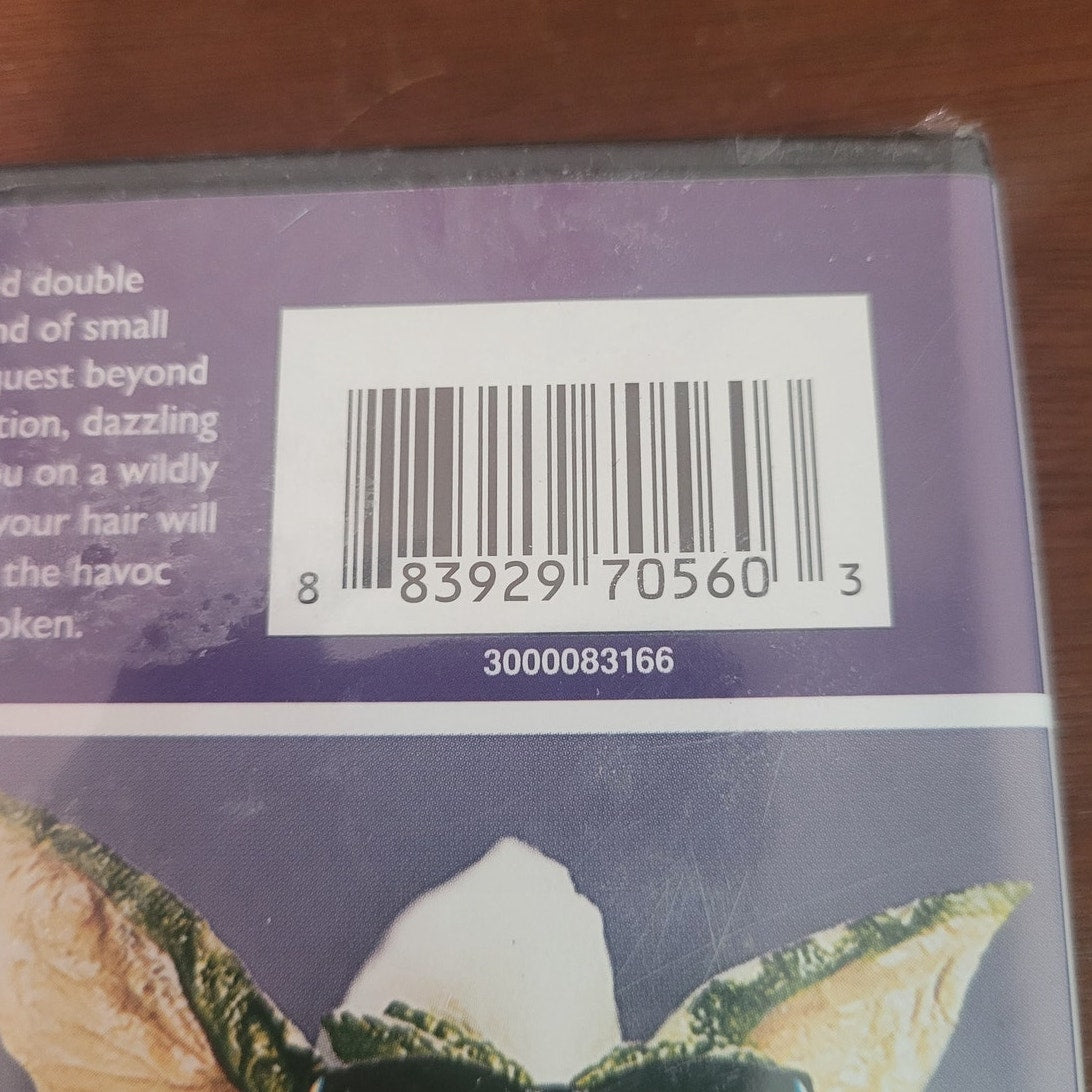 d double
nd of small
uest beyond
tion, dazzling
u on a wildly
your hair will
the havoc
oken.
8 83929 70560 3
3000083166